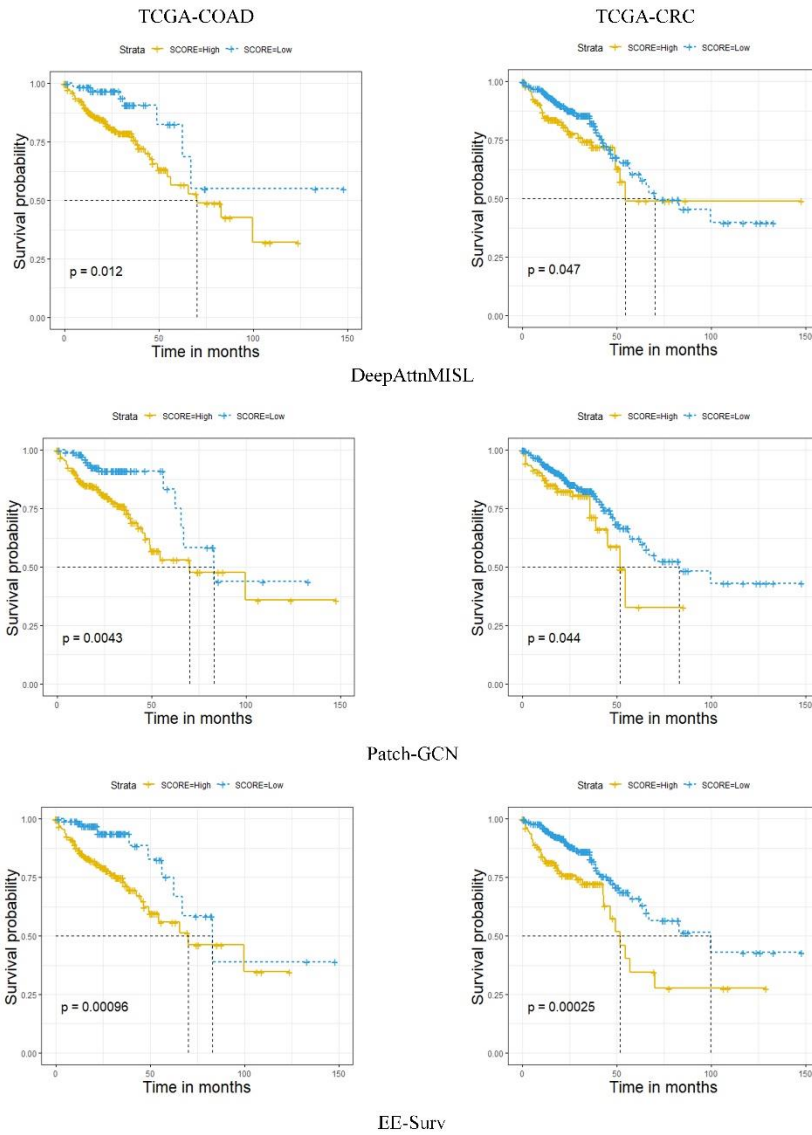 TCGA-COAD
TCGA-CRC
Strata SCORE=High SCORE=Low
Strata SCORE=High SCORE=Low
Survival probability
1.00
0.75
0.50
0.25
0.00
p = 0.012
0 50 100 150
Time in months
Survival probability
1.00
0.75
0.50
0.25
0.00
p = 0.047
0 50 100 150
Time in months
DeepAttnMISL
Strata SCORE=High SCORE=Low
Strata SCORE=High SCORE=Low
Survival probability
1.00
0.75
0.50
0.25
0.00
p = 0.0043
0 50 100 150
Time in months
Survival probability
1.00
0.75
0.50
0.25
0.00
p = 0.044
0 50 100 150
Time in months
Patch-GCN
Strata SCORE=High SCORE=Low
Strata SCORE=High SCORE=Low
Survival probability
1.00
0.75
0.50
0.25
0.00
p = 0.00096
0 50 100 150
Time in months
Survival probability
1.00
0.75
0.50
0.25
0.00
p = 0.00025
0 50 100 150
Time in months
EE-Surv